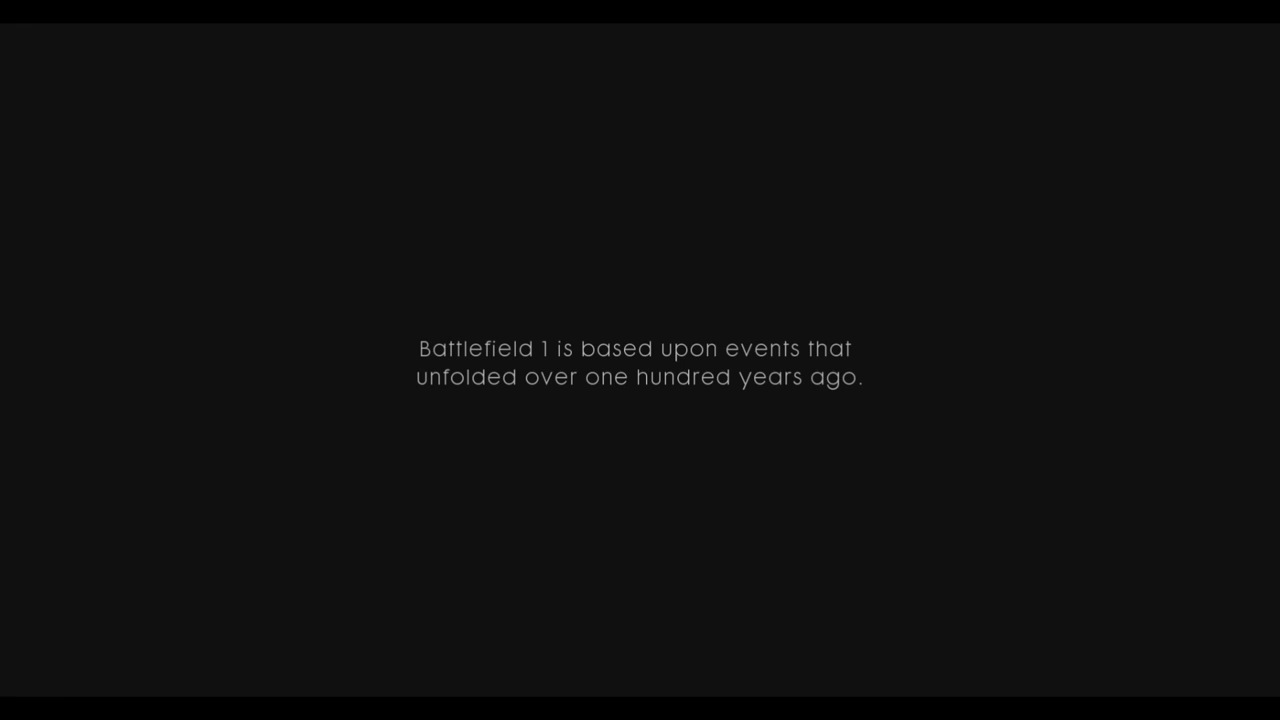 Battlefield 1 is based upon events that
unfolded over one hundred years ago.